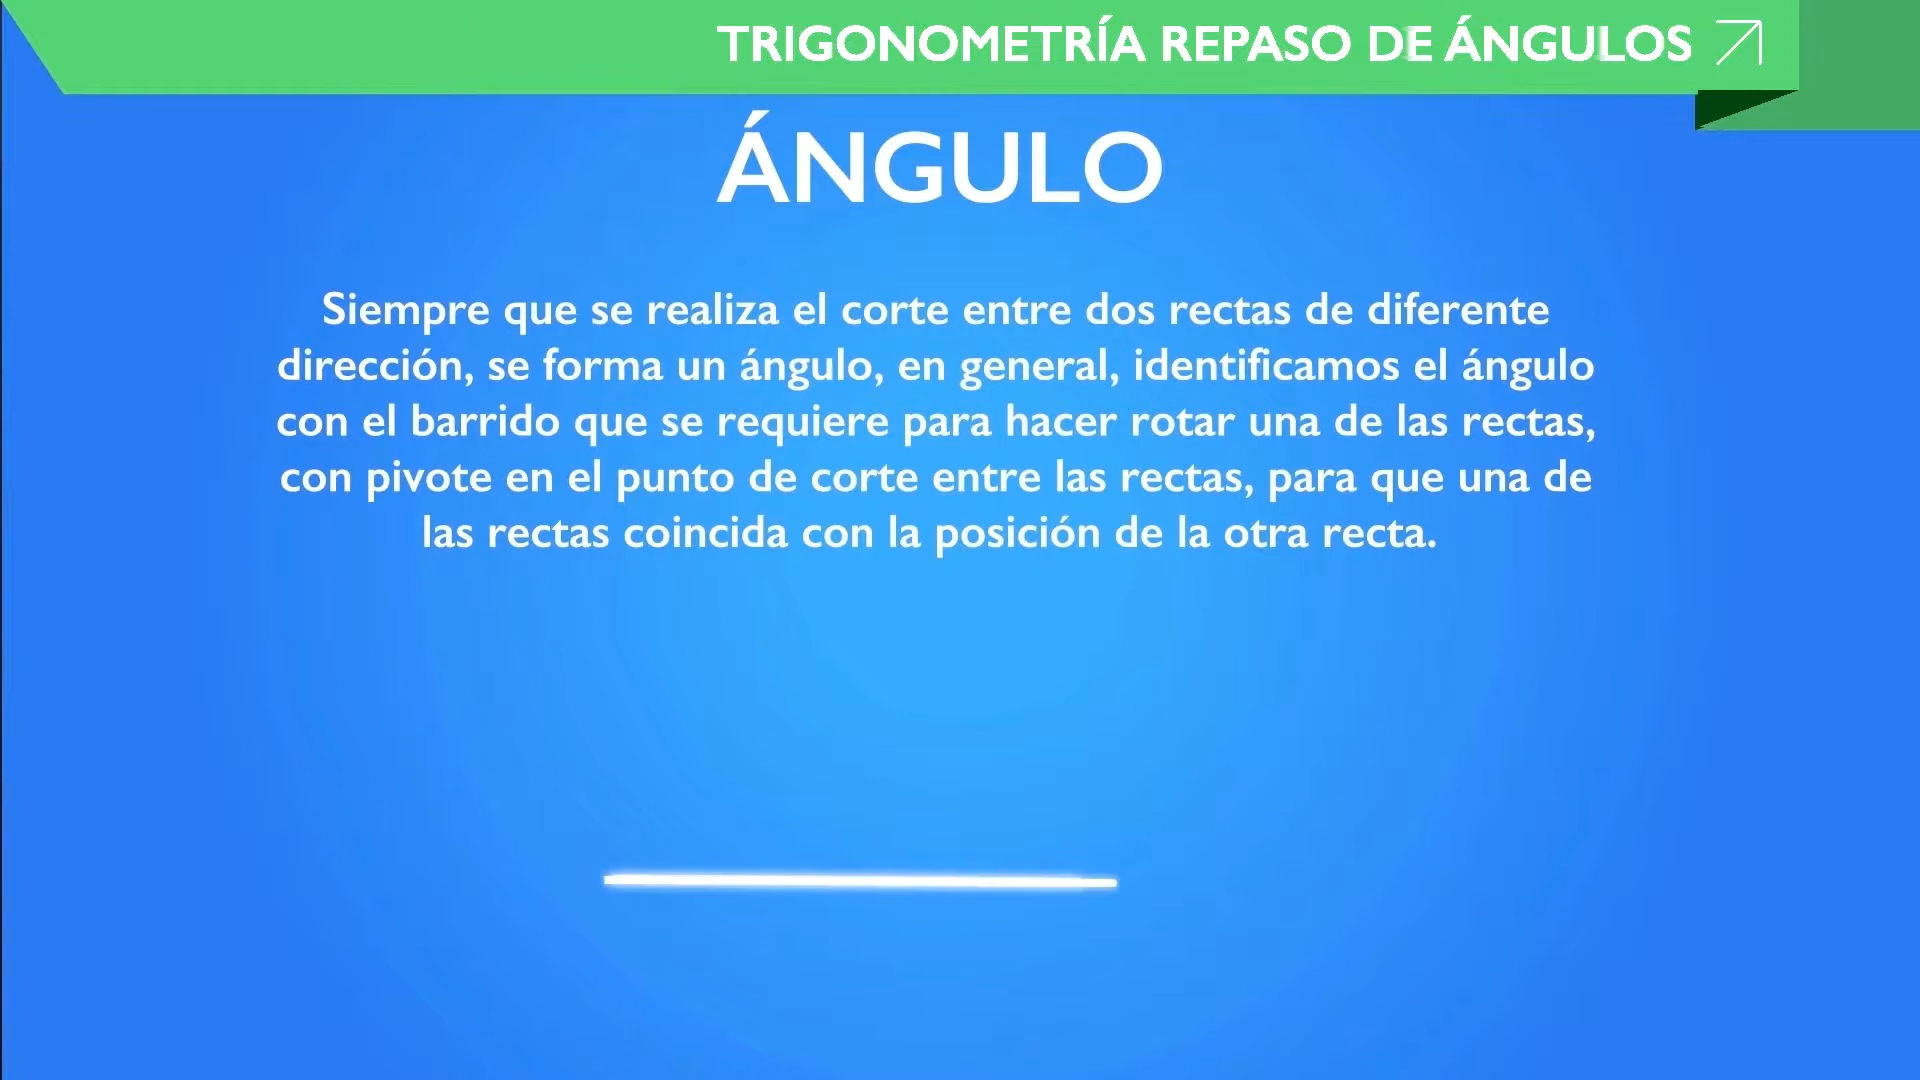 TRIGONOMETRÍA REPASO DE ÁNGULOS
ÁNGULO
Siempre que se realiza el corte entre dos rectas de diferente
dirección, se forma un ángulo, en general, identificamos el ángulo
con el barrido que se requiere para hacer rotar una de las rectas,
con pivote en el punto de corte entre las rectas, para que una de
las rectas coincida con la posición de la otra recta.